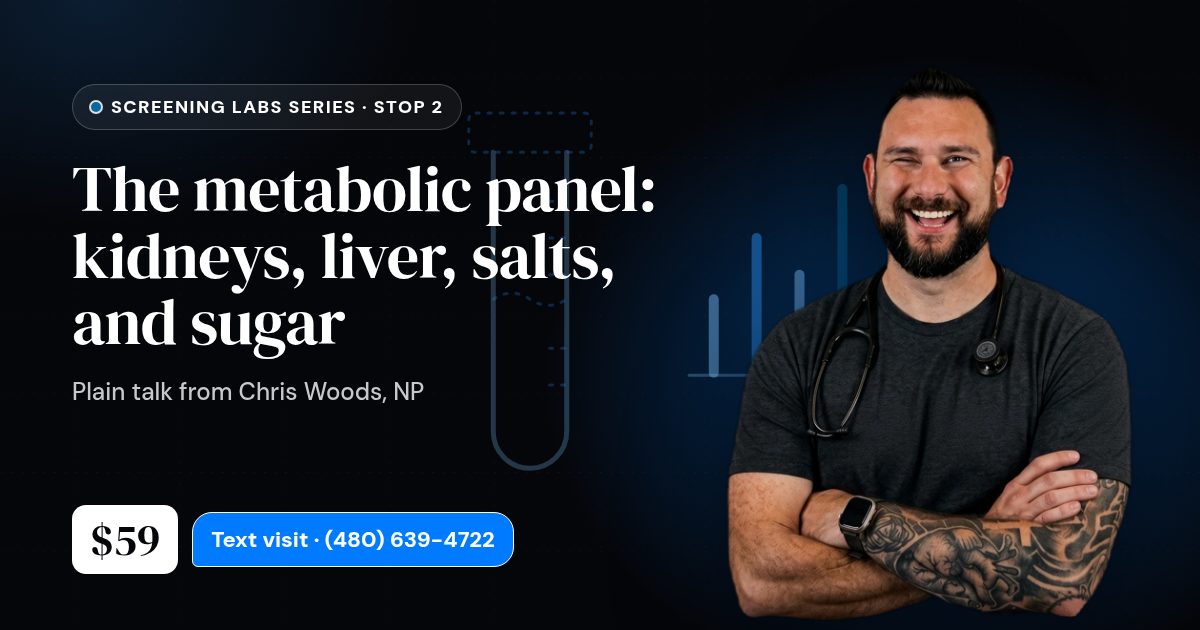 SCREENING LABS SERIES · STOP 2
The metabolic panel:
kidneys, liver, salts,
and sugar
Plain talk from Chris Woods, NP
$59
Text visit · (480) 639-4722